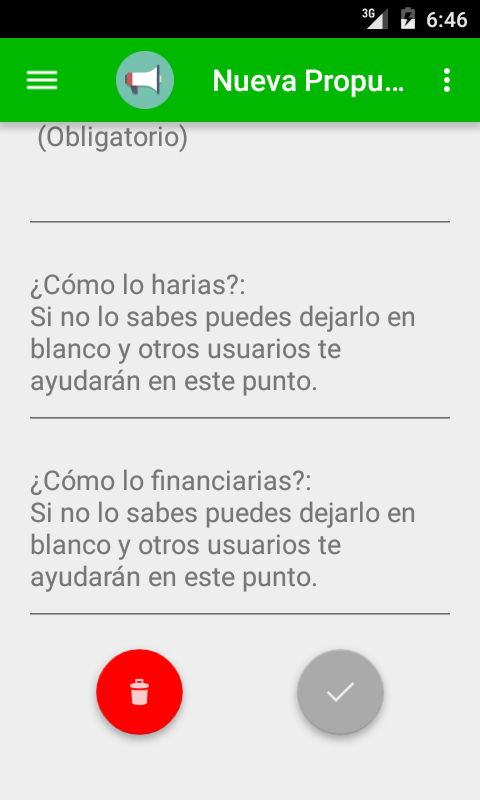 3G 6:46
Nueva Propu...
(Obligatorio)
¿Cómo lo harias?:
Si no lo sabes puedes dejarlo en
blanco y otros usuarios te
ayudarán en este punto.
¿Cómo lo financiarias?:
Si no lo sabes puedes dejarlo en
blanco y otros usuarios te
ayudarán en este punto.